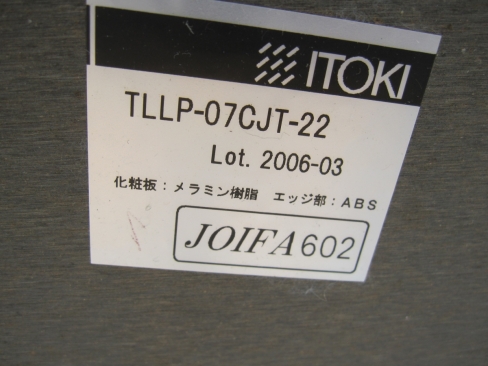 ITOKI
TLLP-07CJT-22
Lot. 2006-03
化粧板：メラミン樹脂　エッジ部：ABS
JOIFA602